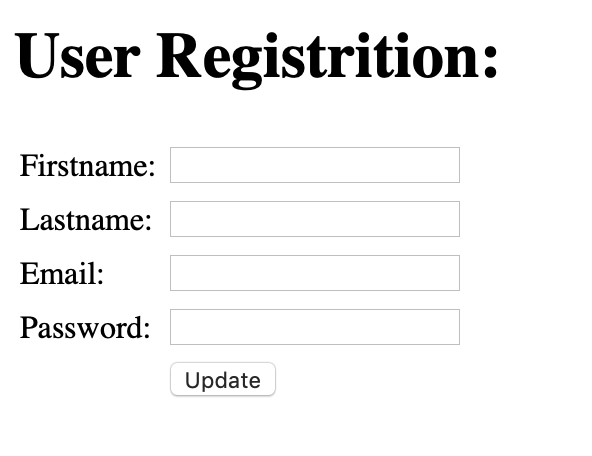 User Registrition:
Firstname:
Lastname:
Email:
Password:
Update